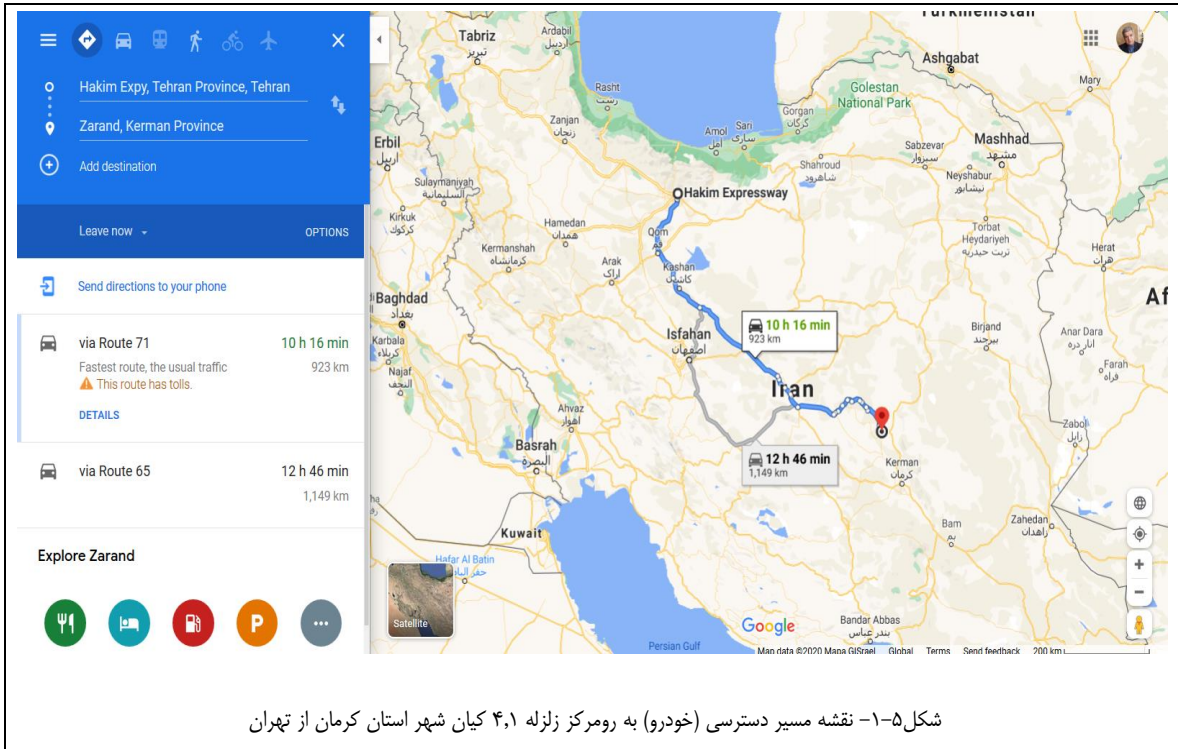 Hakim Expy, Tehran Province, Tehran
Zarand, Kerman Province
Add destination
Leave now
OPTIONS
Send directions to your phone
via Route 71
10 h 16 min
Fastest route, the usual traffic
923 km
This route has tolls.
DETAILS
via Route 65
12 h 46 min
1,149 km
Explore Zarand
P
Satellite
Turkmenistan
Tabriz
تبریز
Ardabil
اردبیل
Ashgabat
Mary
Rasht
رشت
Golestan
National Park
Zanjan
زنجان
Gorgan
گرگان
Amol
آمل
Sari
ساری
Erbil
اربيل
Shahroud
شاهرود
Sabzevar
سبزوار
Mashhad
مشهد
Neyshabur
نیشابور
Sulaymaniyah
السليمانية
Hakim Expressway
Kirkuk
كركوك
Hamedan
همدان
Qom
قم
Torbat
Heydariyeh
تربت حیدریه
Kermanshah
کرمانشاه
Arak
اراک
Kashan
کاشان
Herat
هرات
Baghdad
بغداد
Af
Isfahan
اصفهان
10 h 16 min
923 km
Birjand
بیرجند
Anar Dara
انار دره
Karbala
كربلاء
Najaf
النجف
Farah
فراه
Iran
Ahvaz
اهواز
Zabol
زابل
Basrah
البصرة
12 h 46 min
1,149 km
Kerman
کرمان
Kuwait
Bam
بم
Zahedan
زاهدان
Hafar Al Batin
Google
Bandar Abbas
بندر عباس
Persian Gulf
Map data ©2020 Mapa GISrael
Global
Terms
Send feedback
200 km
شکل۵-۱- نقشه مسیر دسترسی (خودرو) به رومرکز زلزله ۴٫۱ کیان شهر استان کرمان از تهران